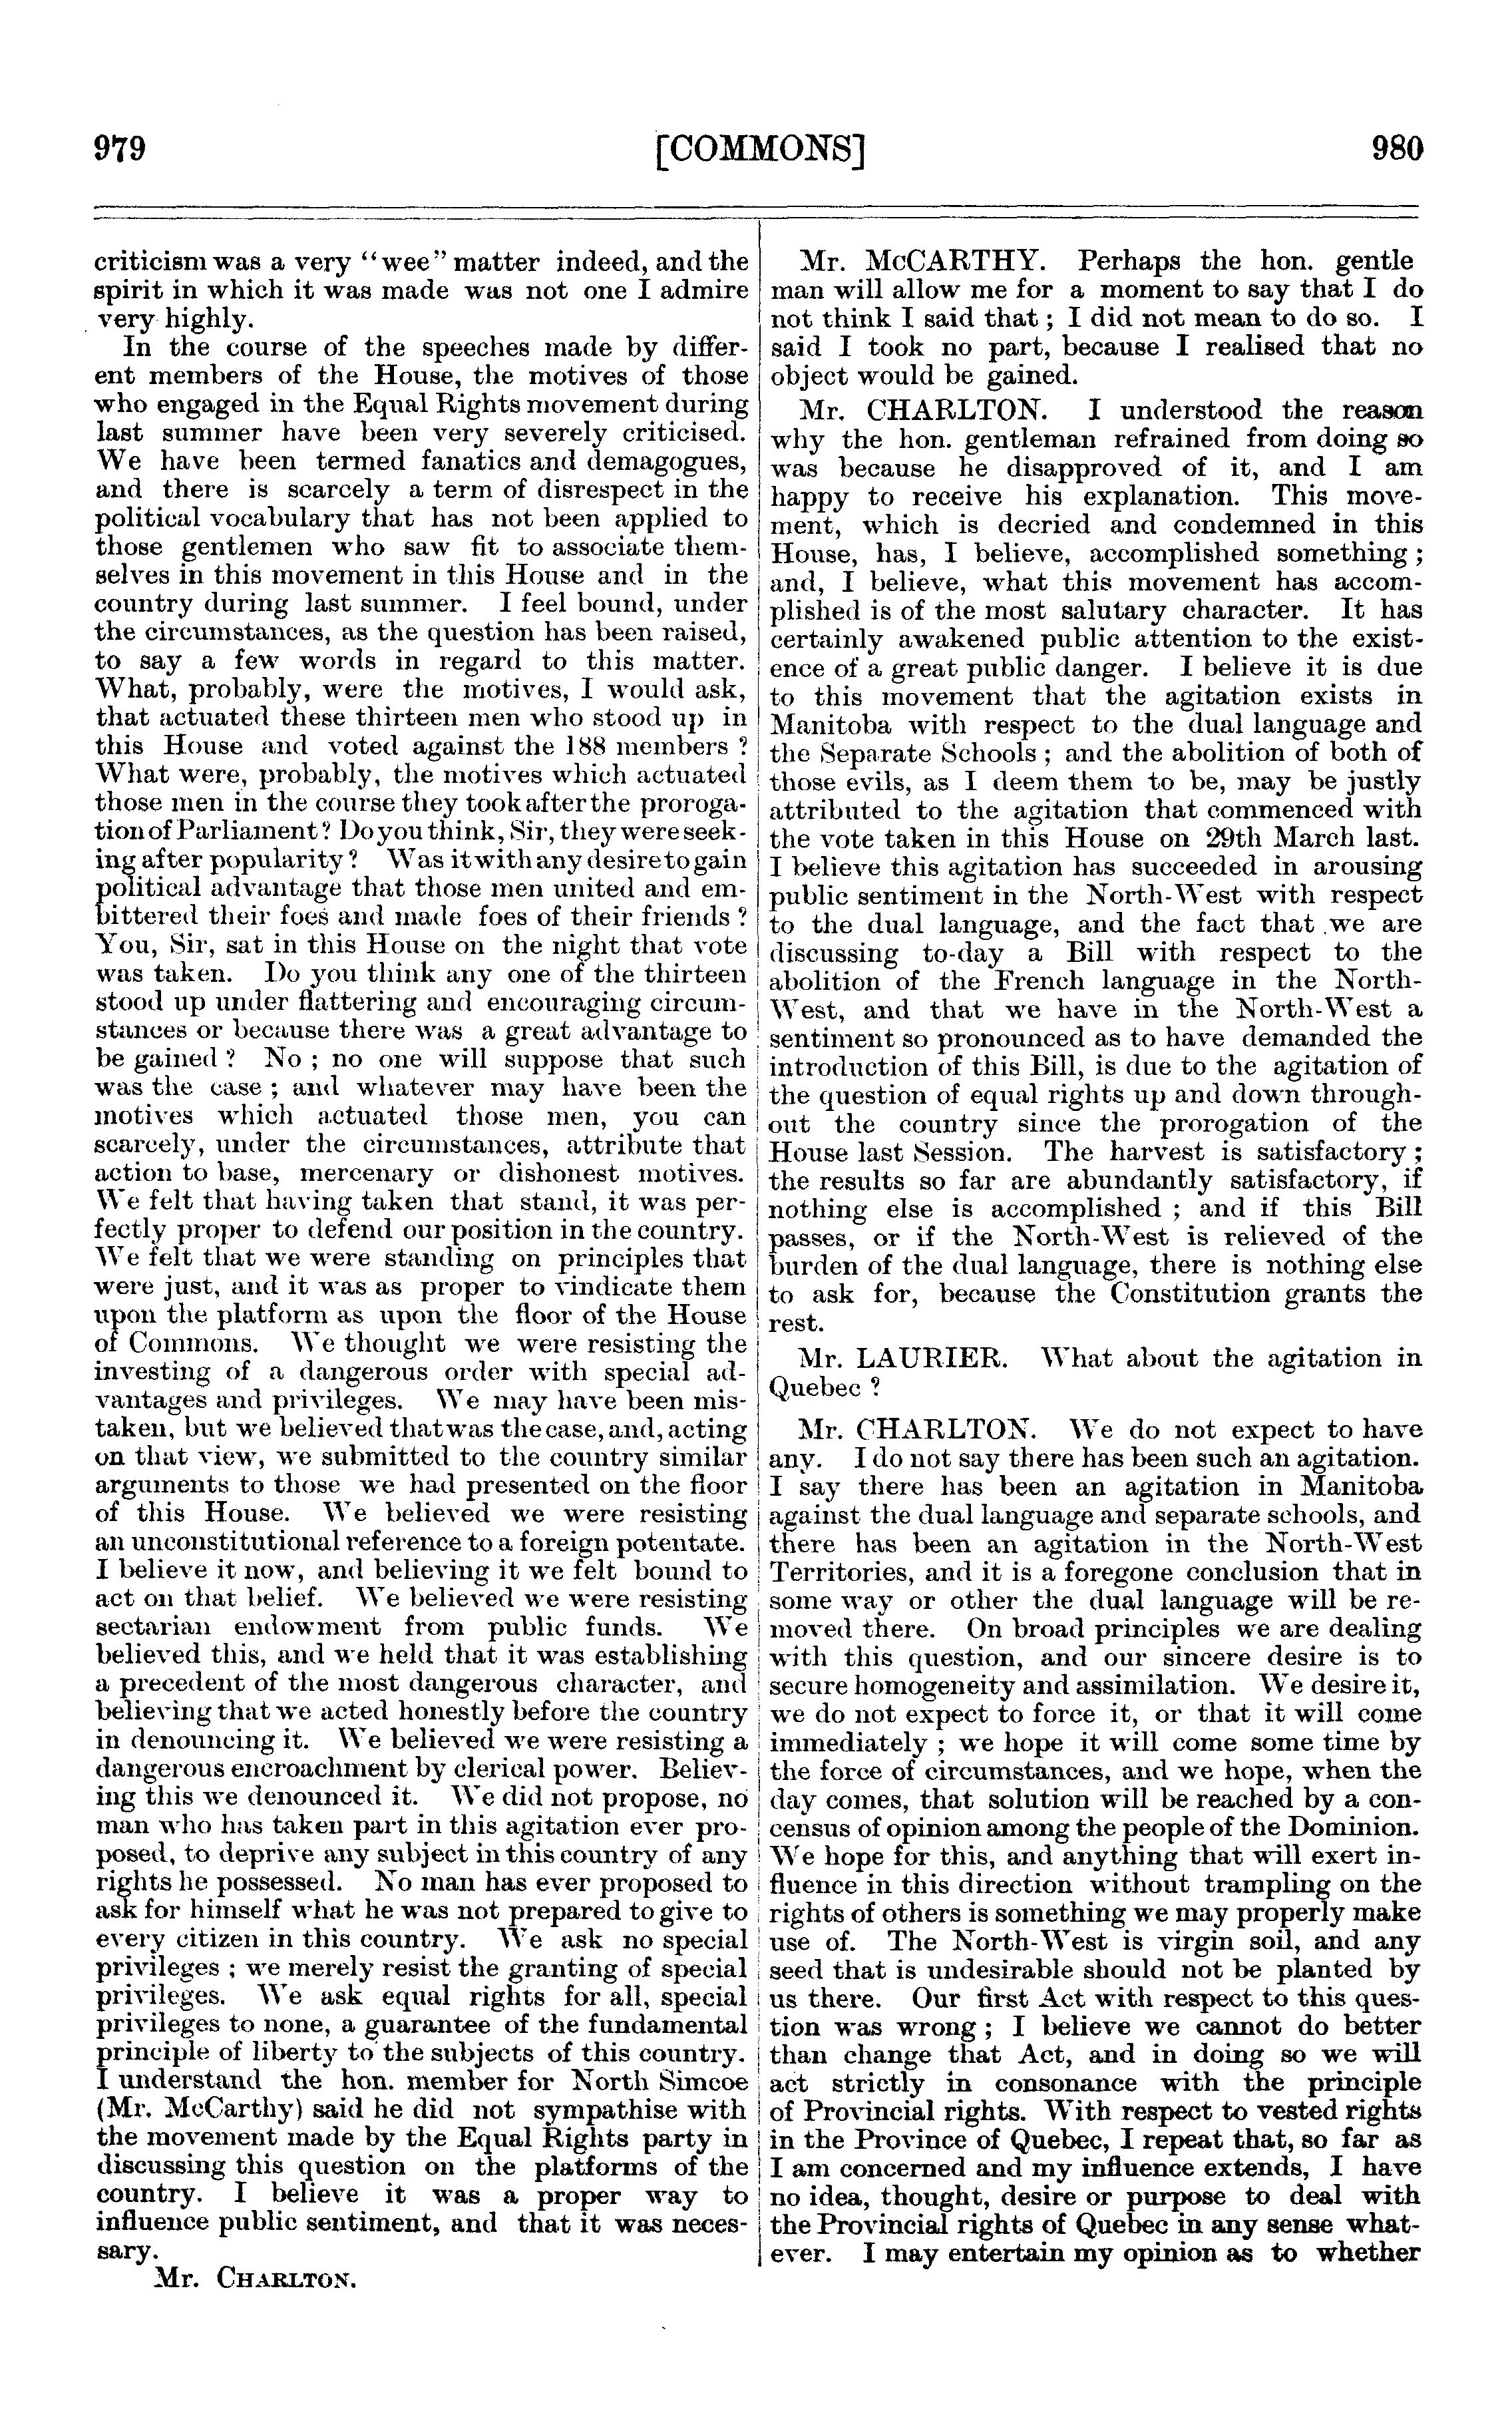 979
[COMMONS]
980
criticism was a very "wee" matter indeed, and the
spirit in which it was made was not one I admire
very highly.
In the course of the speeches made by differ-
ent members of the House, the motives of those
who engaged in the Equal Rights movement during
last summer have been very severely criticised.
We have been termed fanatics and demagogues,
and there is scarcely a term of disrespect in the
political vocabulary that has not been applied to
those gentlemen who saw fit to associate them-
selves in this movement in this House and in the
country during last summer. I feel bound, under
the circumstances, as the question has been raised,
to say a few words in regard to this matter.
What, probably, were the motives, I would ask,
that actuated these thirteen men who stood up in
this House and voted against the 188 members ?
What were, probably, the motives which actuated
those men in the course they took after the proroga-
tion of Parliament ? Do you think, Sir, they were seek-
ing after popularity ? Was it with any desire to gain
political advantage that those men united and em-
bittered their foes and made foes of their friends ?
You, Sir, sat in this House on the night that vote
was taken. Do you think any one of the thirteen
stood up under flattering and encouraging circum-
stances or because there was a great advantage to
be gained ? No ; no one will suppose that such
was the case ; and whatever may have been the
motives which actuated those men, you can
scarcely, under the circumstances, attribute that
action to base, mercenary or dishonest motives.
We felt that having taken that stand, it was per-
fectly proper to defend our position in the country.
We felt that we were standing on principles that
were just, and it was as proper to vindicate them
upon the platform as upon the floor of the House
of Commons. We thought we were resisting the
investing of a dangerous order with special ad-
vantages and privileges. We may have been mis-
taken, but we believed that was the case, and, acting
on that view, we submitted to the country similar
arguments to those we had presented on the floor
of this House. We believed we were resisting
an unconstitutional reference to a foreign potentate.
I believe it now, and believing it we felt bound to
act on that belief. We believed we were resisting
sectarian endowment from public funds. We
believed this, and we held that it was establishing
a precedent of the most dangerous character, and
believing that we acted honestly before the country
in denouncing it. We believed we were resisting a
dangerous encroachment by clerical power. Believ-
ing this we denounced it. We did not propose, no
man who has taken part in this agitation ever pro-
posed, to deprive any subject in this country of any
rights he possessed. No man has ever proposed to
ask for himself what he was not prepared to give to
every citizen in this country. We ask no special
privileges ; we merely resist the granting of special
privileges. We ask equal rights for all, special
privileges to none, a guarantee of the fundamental
principle of liberty to the subjects of this country.
I understand the hon. member for North Simcoe
(Mr. McCarthy) said he did not sympathise with
the movement made by the Equal Rights party in
discussing this question on the platforms of the
country. I believe it was a proper way to
influence public sentiment, and that it was neces-
sary.
Mr. CHARLTON.
Mr. McCARTHY. Perhaps the hon. gentle
man will allow me for a moment to say that I do
not think I said that ; I did not mean to do so. I
said I took no part, because I realised that no
object would be gained.
Mr. CHARLTON. I understood the reason
why the hon. gentleman refrained from doing so
was because he disapproved of it, and I am
happy to receive his explanation. This move-
ment, which is decried and condemned in this
House, has, I believe, accomplished something ;
and, I believe, what this movement has accom-
plished is of the most salutary character. It has
certainly awakened public attention to the exist-
ence of a great public danger. I believe it is due
to this movement that the agitation exists in
Manitoba with respect to the dual language and
the Separate Schools ; and the abolition of both of
those evils, as I deem them to be, may be justly
attributed to the agitation that commenced with
the vote taken in this House on 29th March last.
I believe this agitation has succeeded in arousing
public sentiment in the North-West with respect
to the dual language, and the fact that we are
discussing to-day a Bill with respect to the
abolition of the French language in the North-
West, and that we have in the North-West a
sentiment so pronounced as to have demanded the
introduction of this Bill, is due to the agitation of
the question of equal rights up and down through-
out the country since the prorogation of the
House last Session. The harvest is satisfactory ;
the results so far are abundantly satisfactory, if
nothing else is accomplished ; and if this Bill
passes, or if the North-West is relieved of the
burden of the dual language, there is nothing else
to ask for, because the Constitution grants the
rest.
Mr. LAURIER. What about the agitation in
Quebec ?
Mr. CHARLTON. We do not expect to have
any. I do not say there has been such an agitation.
I say there has been an agitation in Manitoba
against the dual language and separate schools, and
there has been an agitation in the North-West
Territories, and it is a foregone conclusion that in
some way or other the dual language will be re-
moved there. On broad principles we are dealing
with this question, and our sincere desire is to
secure homogeneity and assimilation. We desire it,
we do not expect to force it, or that it will come
immediately ; we hope it will come some time by
the force of circumstances, and we hope, when the
day comes, that solution will be reached by a con-
census of opinion among the people of the Dominion.
We hope for this, and anything that will exert in-
fluence in this direction without trampling on the
rights of others is something we may properly make
use of. The North-West is virgin soil, and any
seed that is undesirable should not be planted by
us there. Our first Act with respect to this ques-
tion was wrong ; I believe we cannot do better
than change that Act, and in doing so we will
act strictly in consonance with the principle
of Provincial rights. With respect to vested rights
in the Province of Quebec, I repeat that, so far as
I am concerned and my influence extends, I have
no idea, thought, desire or purpose to deal with
the Provincial rights of Quebec in any sense what-
ever. I may entertain my opinion as to whether